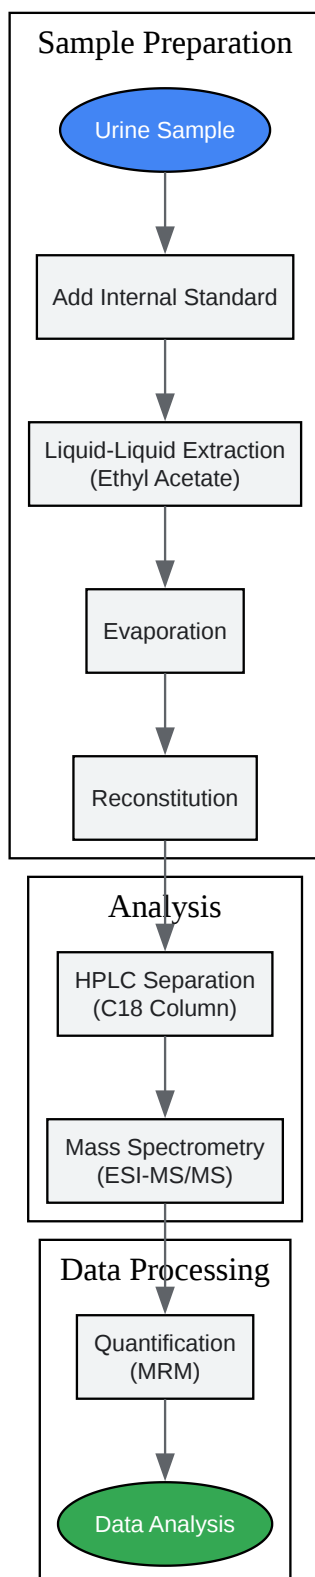 Sample Preparation
Urine Sample
Add Internal Standard
Liquid-Liquid Extraction
(Ethyl Acetate)
Evaporation
Reconstitution
Analysis
HPLC Separation
(C18 Column)
Mass Spectrometry
(ESI-MS/MS)
Data Processing
Quantification
(MRM)
Data Analysis